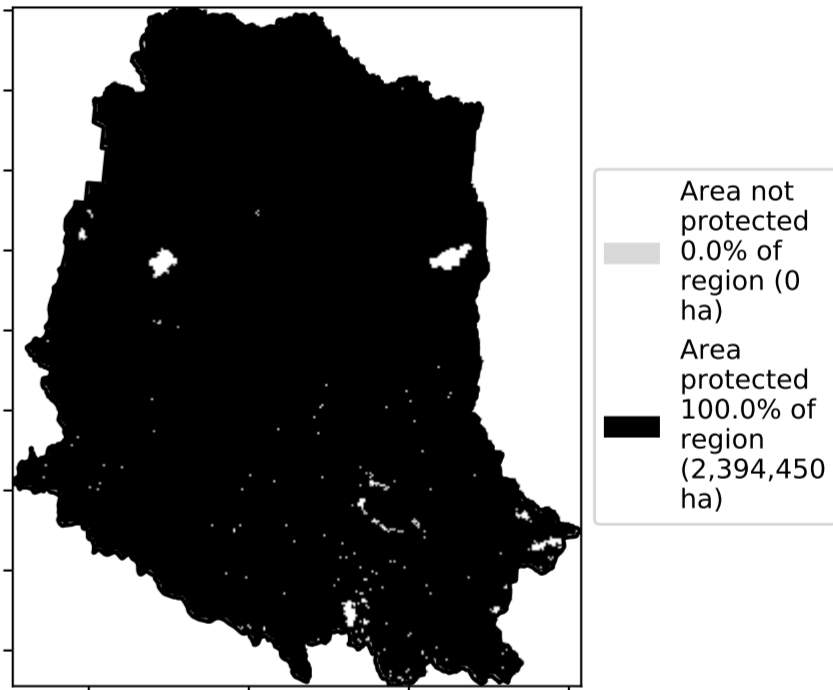 Area not
protected
0.0% of
region (0
ha)
Area
protected
100.0% of
region
(2,394,450
ha)